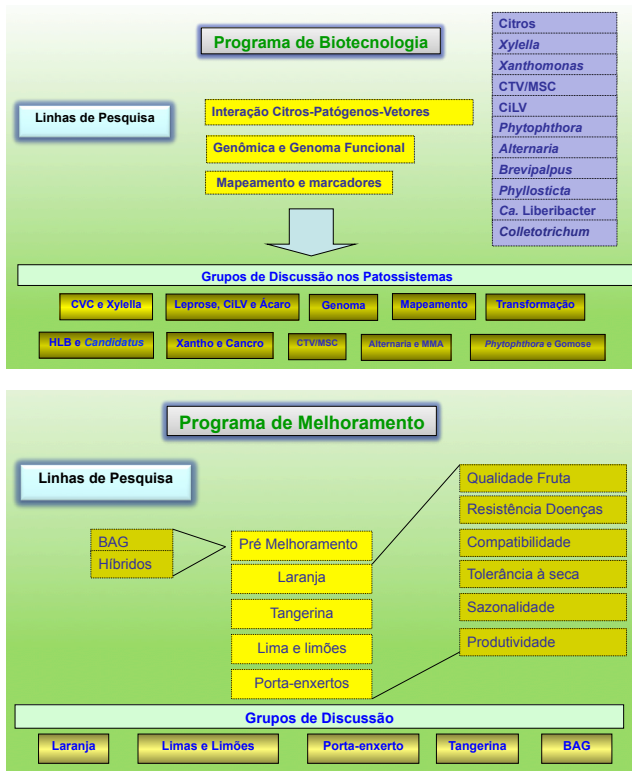 Programa de Biotecnologia
Linhas de Pesquisa
Interação Citros-Patógenos-Vetores
Genômica e Genoma Funcional
Mapeamento e marcadores
Citros
Xylella
Xanthomonas
CTV/MSC
CiLV
Phytophthora
Alternaria
Brevipalpus
Phyllosticta
Ca. Liberibacter
Colletotrichum
Grupos de Discussão nos Patossistemas
CVC e Xylella
Leprose, CiLV e Ácaro
Genoma
Mapeamento
Transformação
HLB e Candidatus
Xantho e Cancro
CTV/MSC
Alternaria e MMA
Phytophthora e Gomose
Programa de Melhoramento
Linhas de Pesquisa
BAG
Híbridos
Pré Melhoramento
Laranja
Tangerina
Lima e limões
Porta-enxertos
Qualidade Fruta
Resistência Doenças
Compatibilidade
Tolerância à seca
Sazonalidade
Produtividade
Grupos de Discussão
Laranja
Limas e Limões
Porta-enxerto
Tangerina
BAG